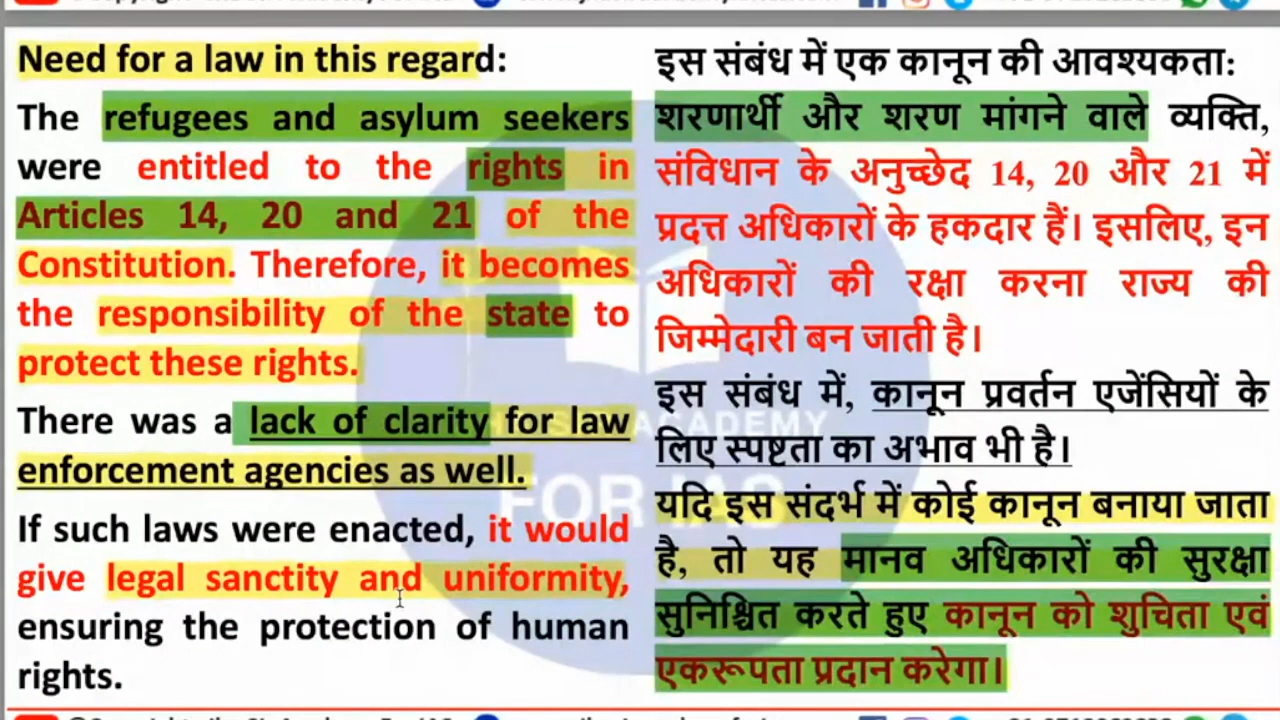 Need for a law in this regard:
The refugees and asylum seekers
were entitled to the rights in
Articles 14, 20 and 21 of the
Constitution. Therefore, it becomes
the responsibility of the state to
protect these rights.
There was a lack of clarity for law
enforcement agencies as well.
If such laws were enacted, it would
give legal sanctity and uniformity,
ensuring the protection of human
rights.
इस संबंध में एक कानून की आवश्यकता:
शरणार्थी और शरण मांगने वाले व्यक्ति,
संविधान के अनुच्छेद 14, 20 और 21 में
प्रदत्त अधिकारों के हकदार हैं। इसलिए, इन
अधिकारों की रक्षा करना राज्य की
जिम्मेदारी बन जाती है।
इस संबंध में, कानून प्रवर्तन एजेंसियों के
लिए स्पष्टता का अभाव भी है।
यदि इस संदर्भ में कोई कानून बनाया जाता
है, तो यह मानव अधिकारों की सुरक्षा
सुनिश्चित करते हुए कानून को शुचिता एवं
एकरूपता प्रदान करेगा।
ACADEMY
FOR IAS